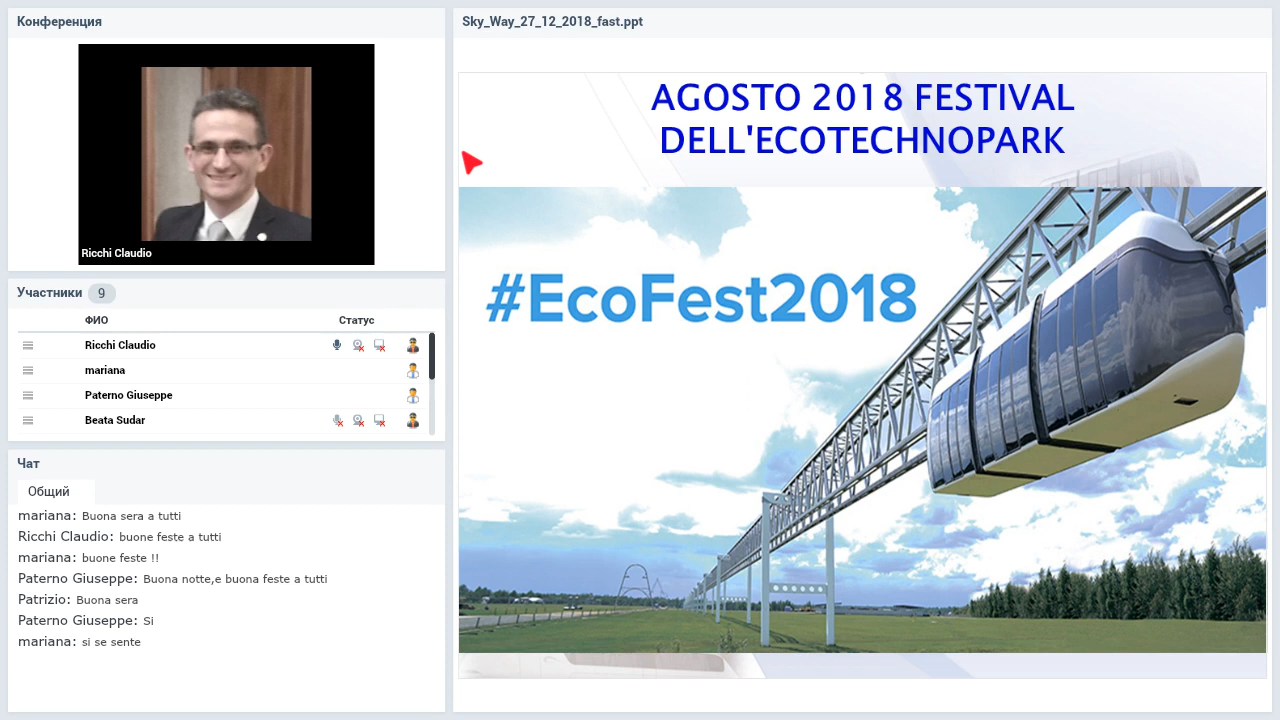 Конференция
Ricchi Claudio
Участники 9
ФИО Статус
Ricchi Claudio
mariana
Paterno Giuseppe
Beata Sudar
Чат
Общий
mariana: Buona sera a tutti
Ricchi Claudio: buone feste a tutti
mariana: buone feste !!
Paterno Giuseppe: Buona notte,e buona feste a tutti
Patrizio: Buona sera
Paterno Giuseppe: Si
mariana: si se sente
Sky_Way_27_12_2018_fast.ppt
AGOSTO 2018 FESTIVAL
DELL'ECOTECHNOPARK
#EcoFest2018